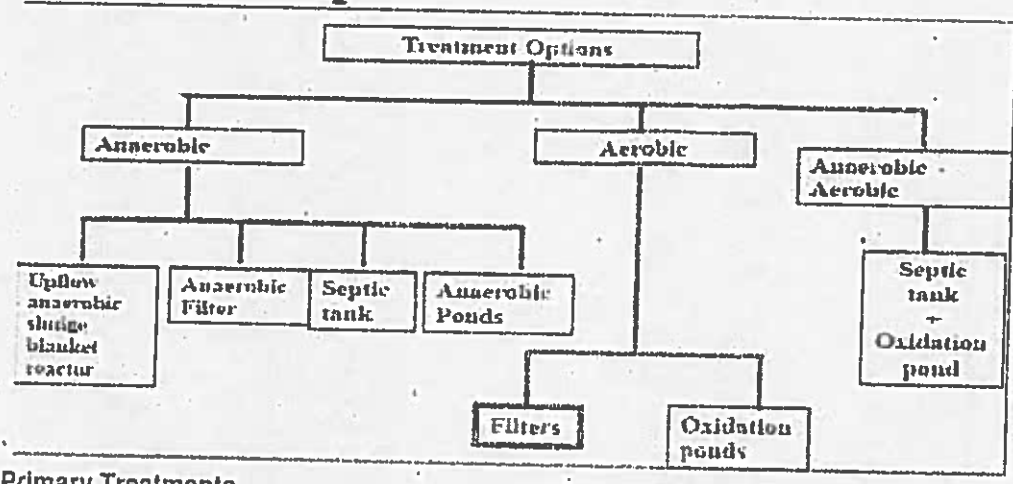 Treatment Options
Anaerobic
Aerobic
Anaerobic
Aerobic
Upflow
anaerobic
sludge
blanket
reactor
Anaerobic
Filter
Septic
tank
Anaerobic
Ponds
Septic
tank
+
Oxidation
pond
Filters
Oxidation
ponds
Primary Treatments